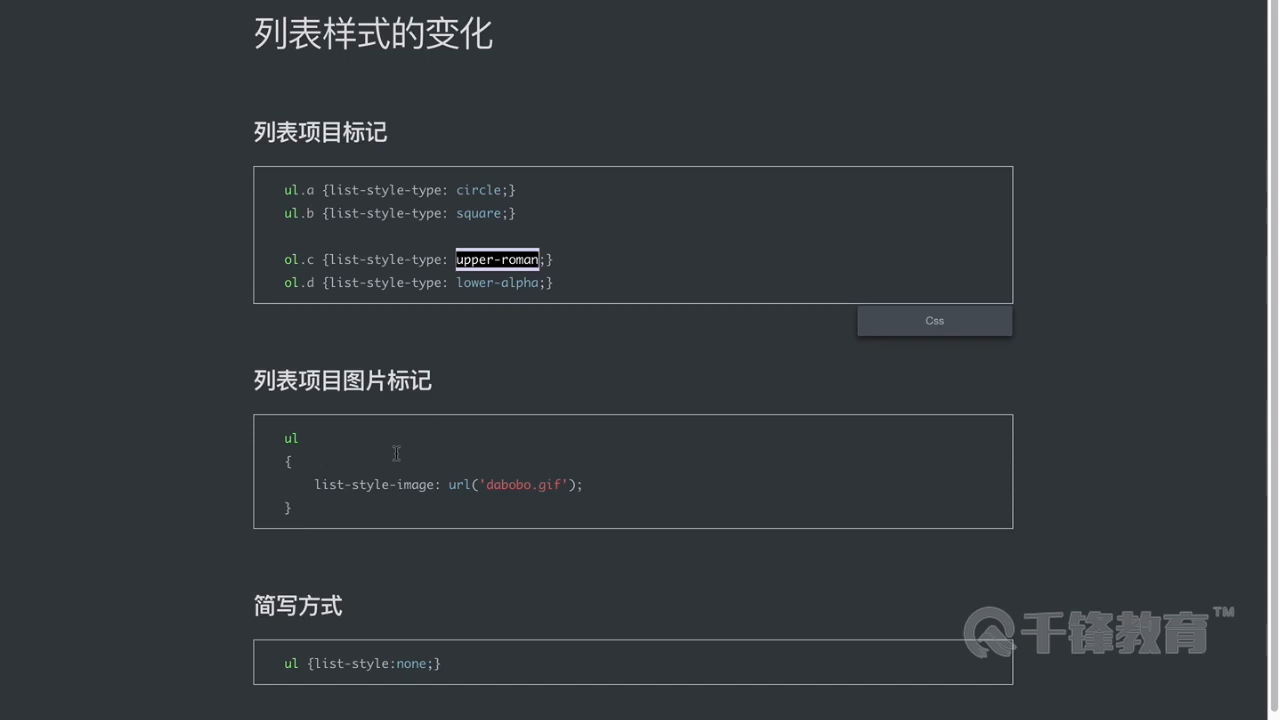 列表样式的变化
列表项目标记
ul.a {list-style-type: circle;}
ul.b {list-style-type: square;}
ol.c {list-style-type: upper-roman;}
ol.d {list-style-type: lower-alpha;}
Css
列表项目图片标记
ul
{
list-style-image: url('dabobo.gif');
}
简写方式
千锋教育™
ul {list-style:none;}